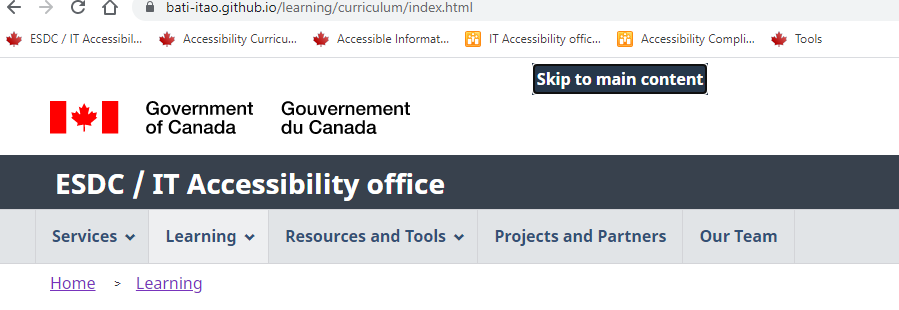 bati-itao.github.io/learning/curriculum/index.html
ESDC / IT Accessibil... Accessibility Curricu... Accessible Informat... IT Accessibility offic... Accessibility Compli... Tools
Skip to main content
Government Gouvernement
of Canada du Canada
ESDC / IT Accessibility office
Services Learning Resources and Tools Projects and Partners Our Team
Home > Learning